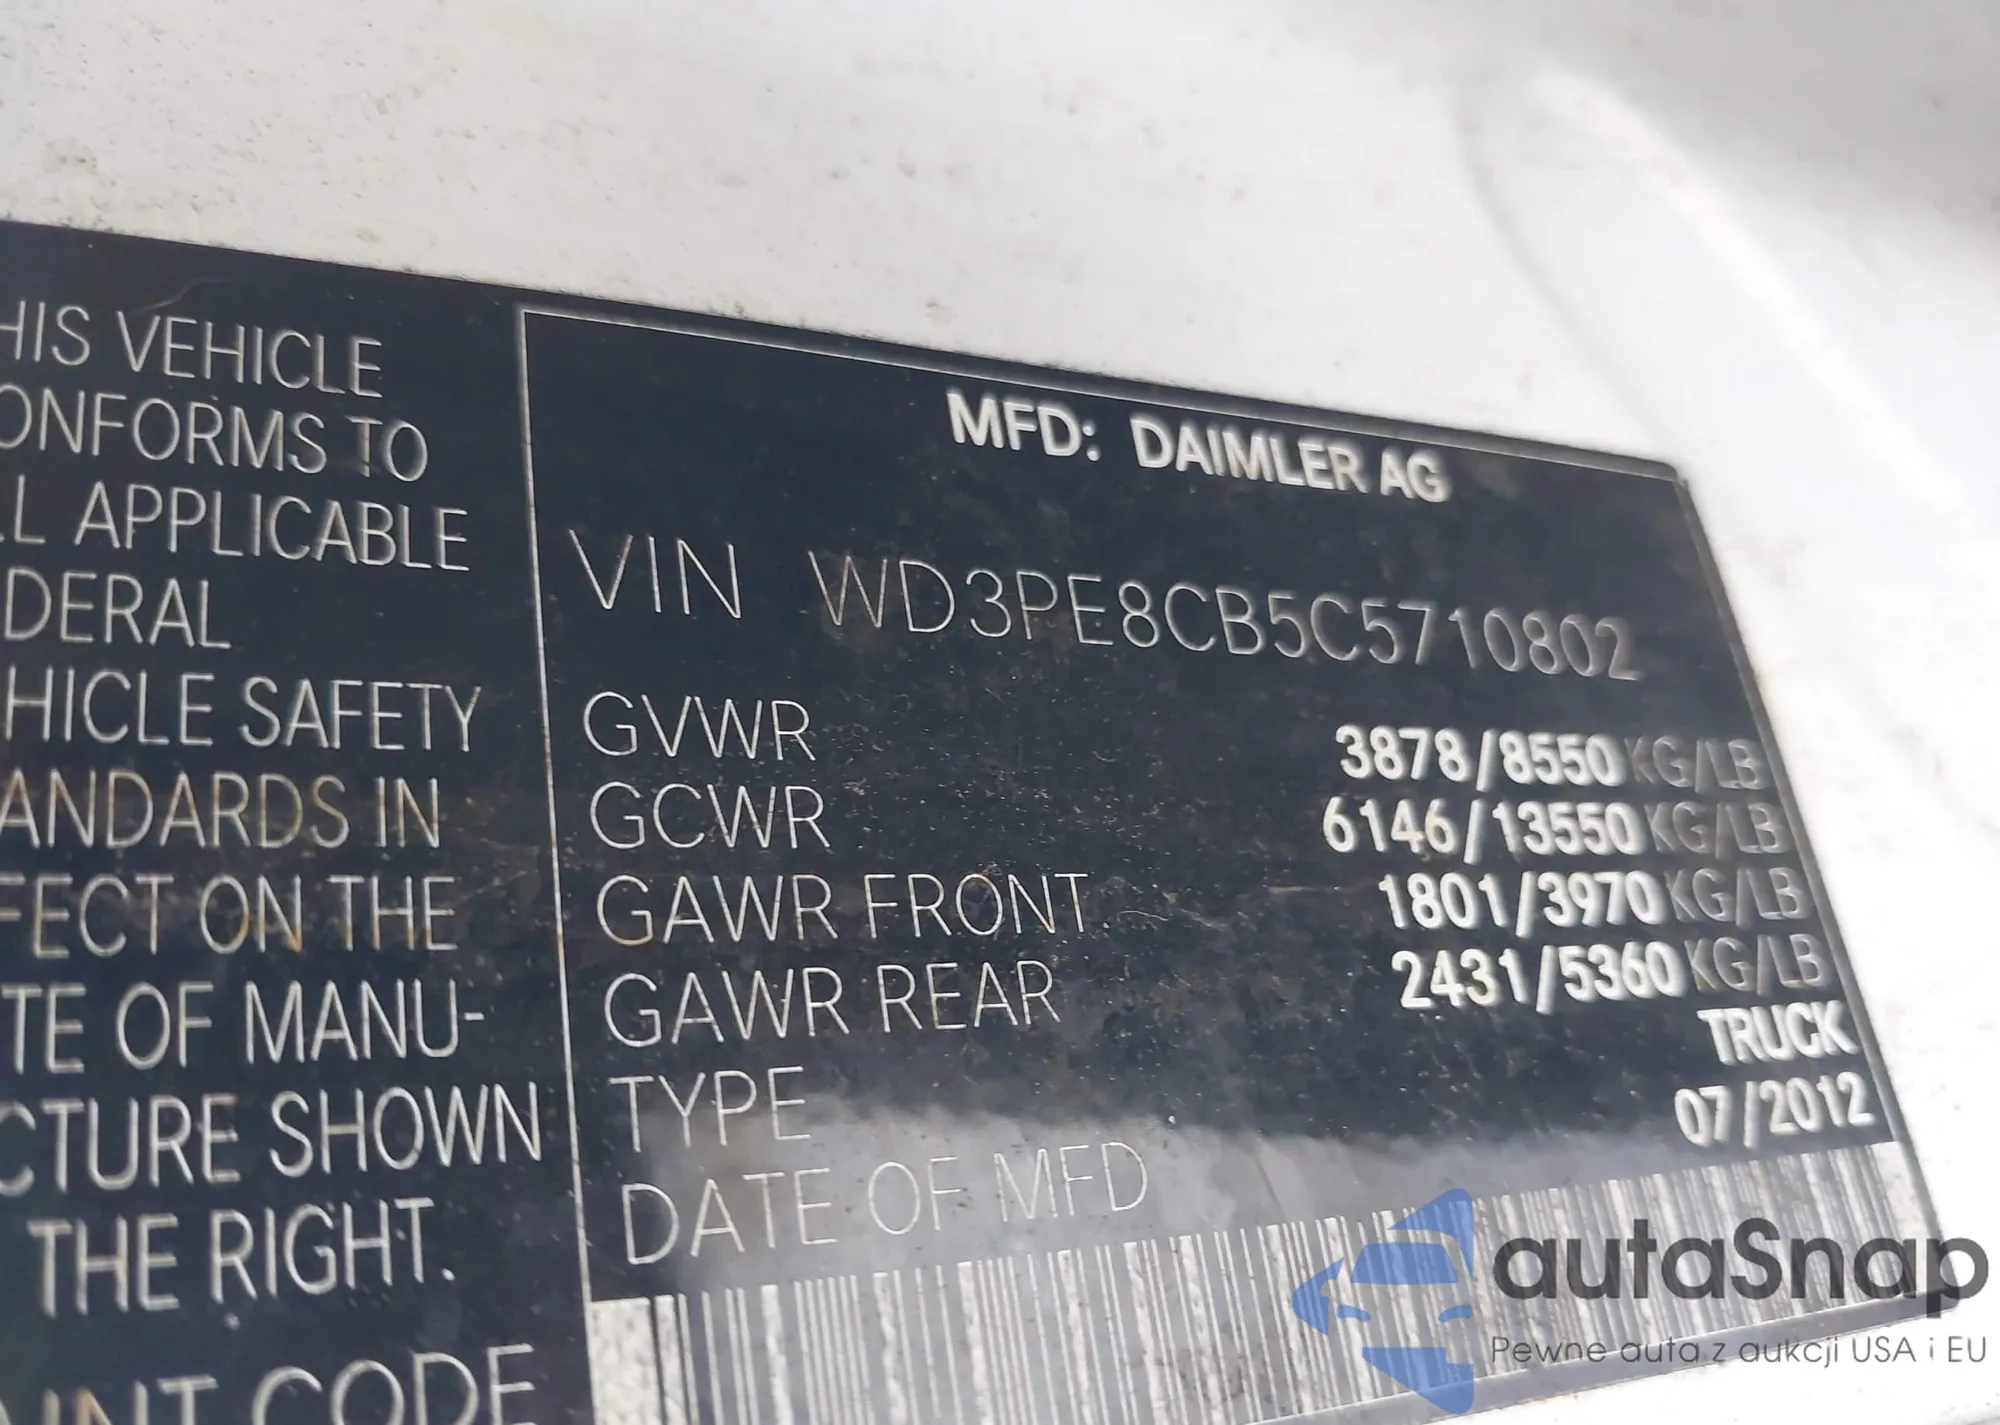 HIS VEHICLE
ONFORMS TO
LL APPLICABLE
DERAL
HICLE SAFETY
ANDARDS IN
FECT ON THE
TE OF MANU-
CTURE SHOWN
THE RIGHT.
INT CODE
MFD: DAIMLER AG
VIN WD3PE8CB5C5710802
GVWR 3878/8550 KG/LB
GCWR 6146/13550 KG/LB
GAWR FRONT 1801/3970 KG/LB
GAWR REAR 2431/5360 KG/LB
TYPE TRUCK
DATE OF MFD 07/2012
autaSnap
Pewne auta z aukcji USA i EU